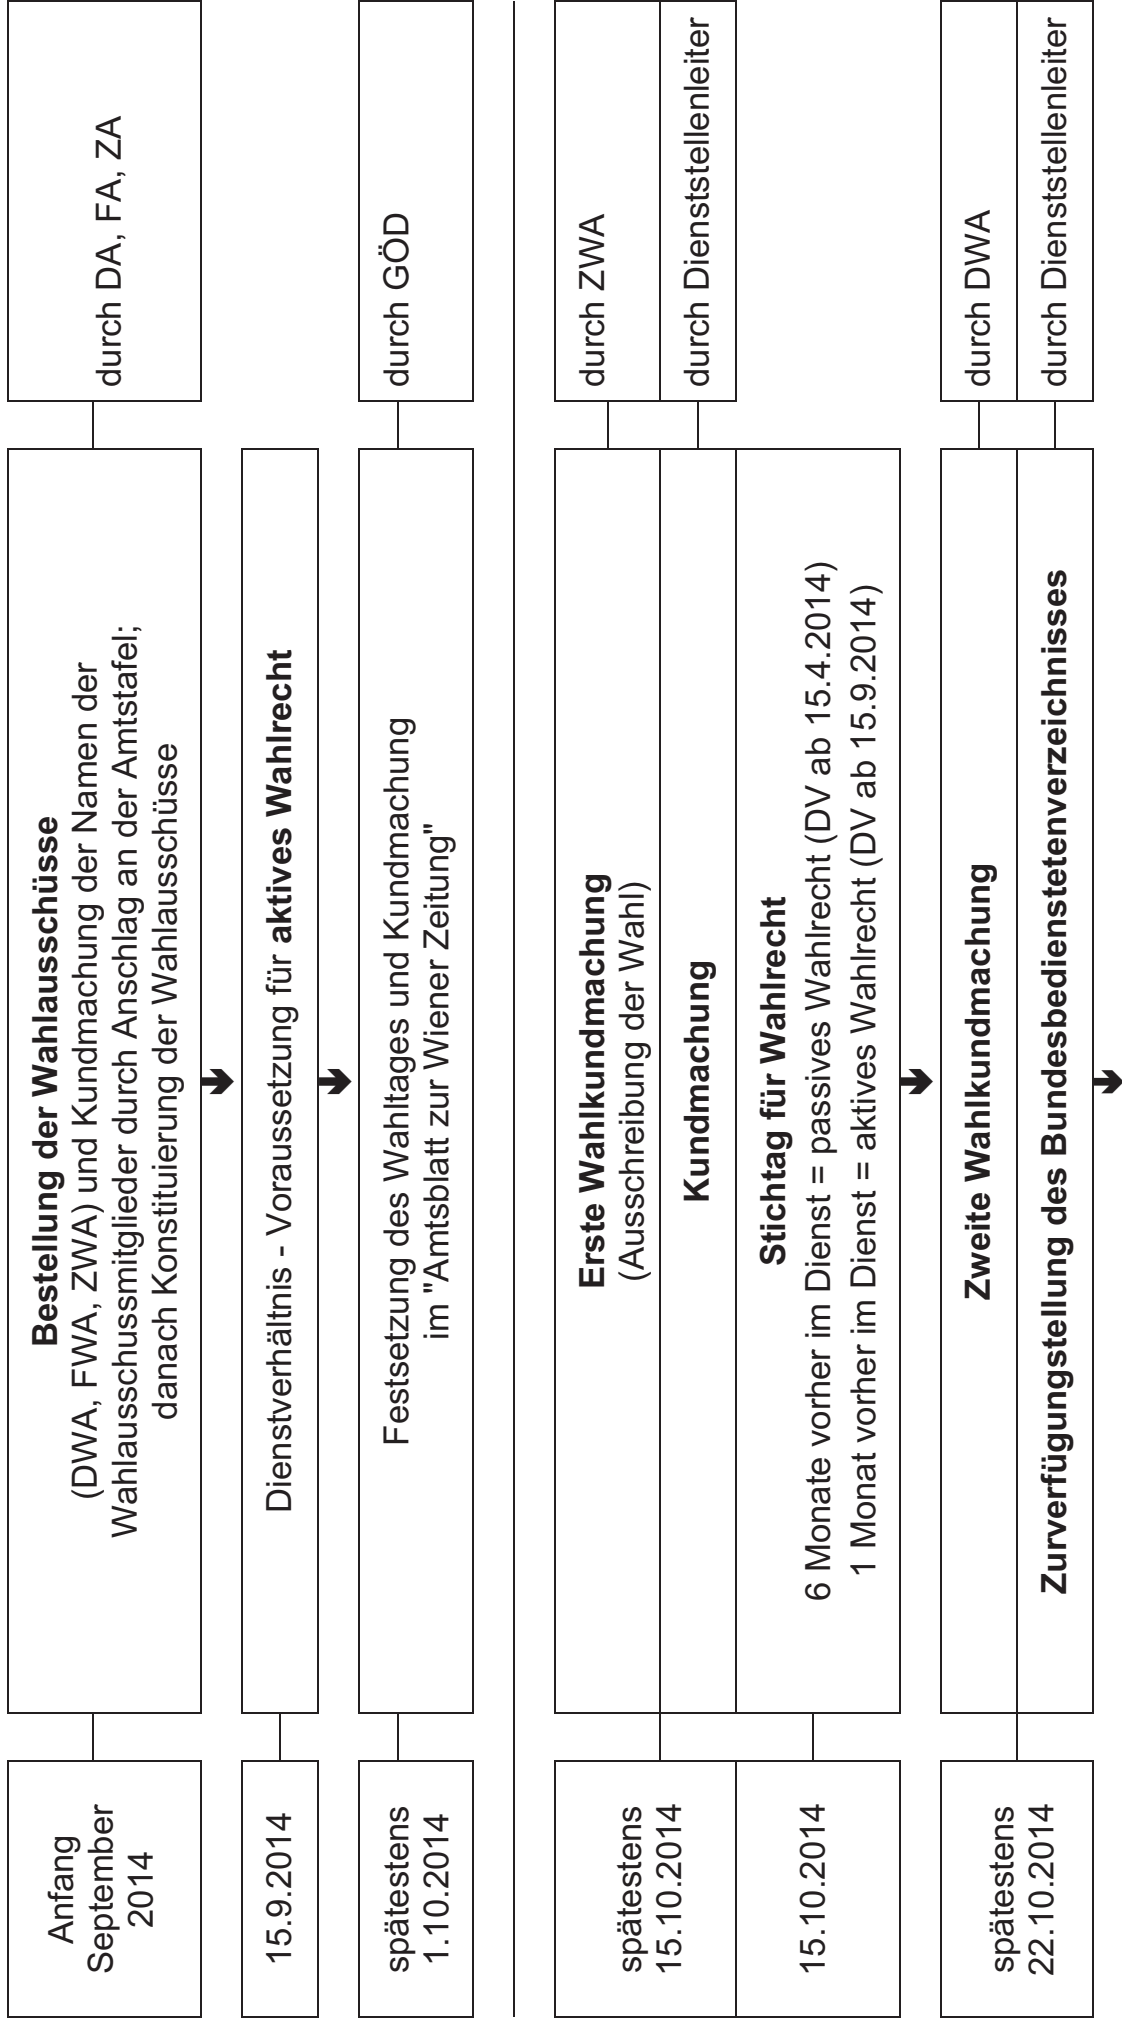 Anfang
September
2014
Bestellung der Wahlausschüsse
(DWA, FWA, ZWA) und Kundmachung der Namen der
Wahlausschussmitglieder durch Anschlag an der Amtstafel;
danach Konstituierung der Wahlausschüsse
durch DA, FA, ZA
15.9.2014
Dienstverhältnis - Voraussetzung für aktives Wahlrecht
spätestens
1.10.2014
Festsetzung des Wahltages und Kundmachung
im "Amtsblatt zur Wiener Zeitung"
durch GÖD
spätestens
15.10.2014
Erste Wahlkundmachung
(Ausschreibung der Wahl)
durch ZWA
Kundmachung
durch Dienststellenleiter
15.10.2014
Stichtag für Wahlrecht
6 Monate vorher im Dienst = passives Wahlrecht (DV ab 15.4.2014)
1 Monat vorher im Dienst = aktives Wahlrecht (DV ab 15.9.2014)
spätestens
22.10.2014
Zweite Wahlkundmachung
durch DWA
Zurverfügungstellung des Bundesbedienstetenverzeichnisses
durch Dienststellenleiter